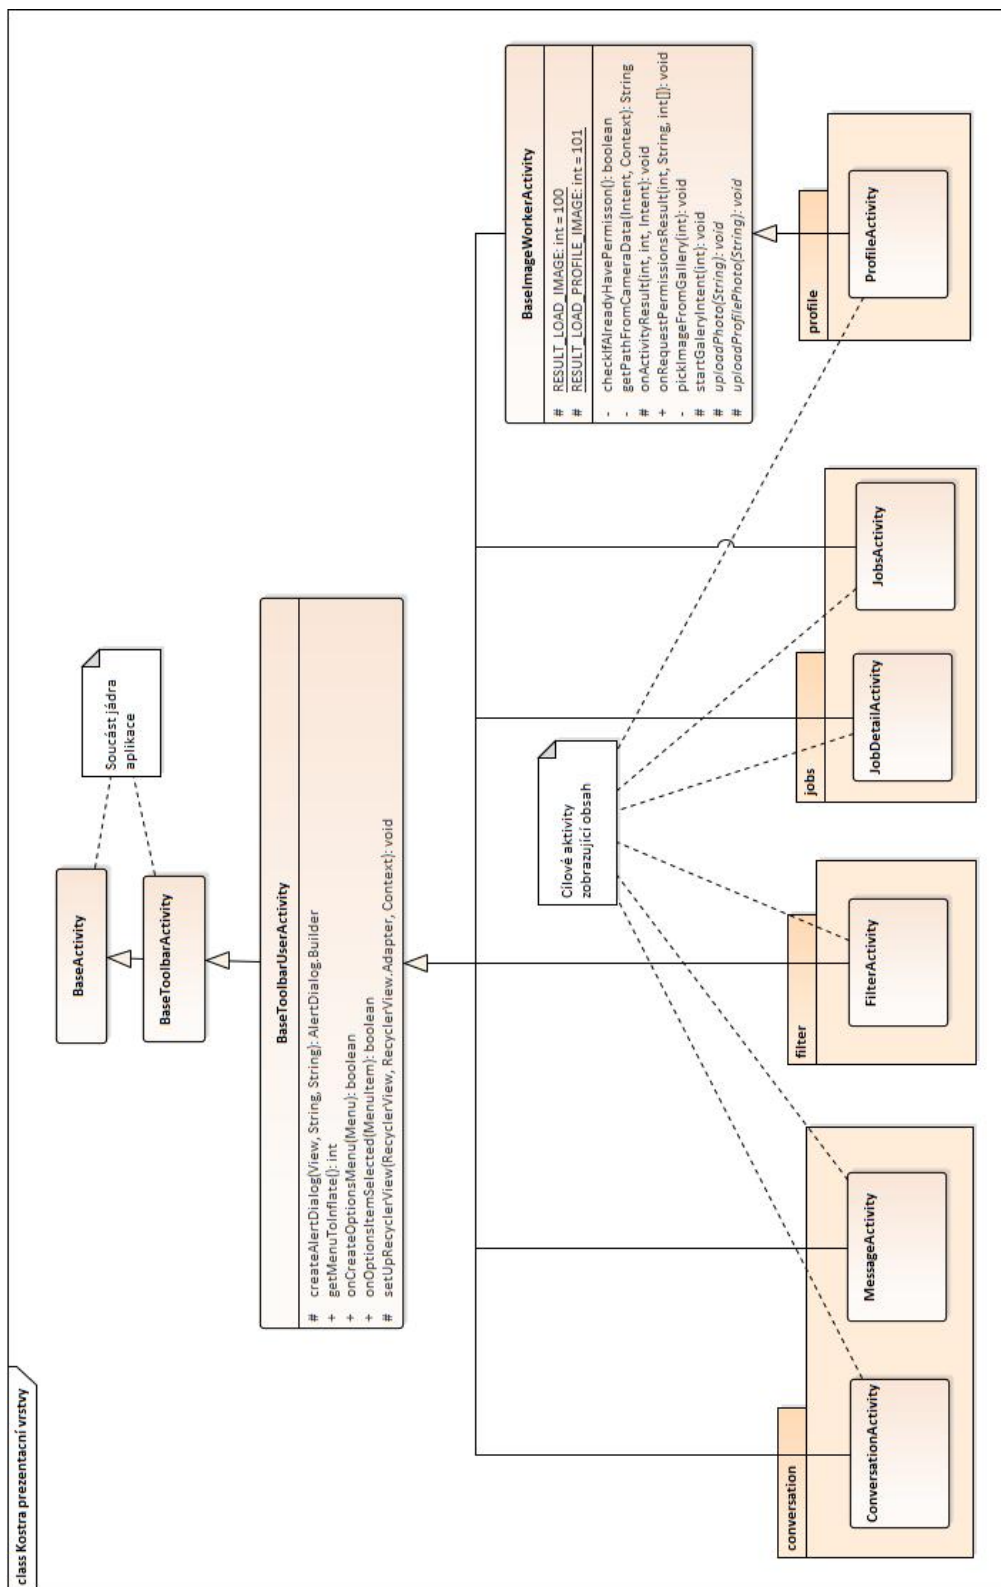 class Kostra prezentacní vrstvy
BaseActivity
BaseToolbarActivity
Soucást jádra
aplikace
BaseToolbarUserActivity
# createAlertDialog(View, String, String): AlertDialog.Builder
+ getMenuToInflate(): int
+ onCreateOptionsMenu(Menu): boolean
+ onOptionsItemSelected(MenuItem): boolean
# setUpRecyclerView(RecyclerView, RecyclerView.Adapter, Context): void
BaseImageWorkerActivity
# RESULT_LOAD_IMAGE: int = 100
# RESULT_LOAD_PROFILE_IMAGE: int = 101
- checkIfAlreadyHavePermisson(): boolean
- getPathFromCameraData(Intent, Context): String
# onActivityResult(int, int, Intent): void
+ onRequestPermissionsResult(int, String, int[]): void
- pickImageFromGallery(int): void
# startGaleryIntent(int): void
# uploadPhoto(String): void
# uploadProfilePhoto(String): void
Cílové aktivity
zobrazující obsah
conversation
ConversationActivity
MessageActivity
filter
FilterActivity
jobs
JobDetailActivity
JobsActivity
profile
ProfileActivity